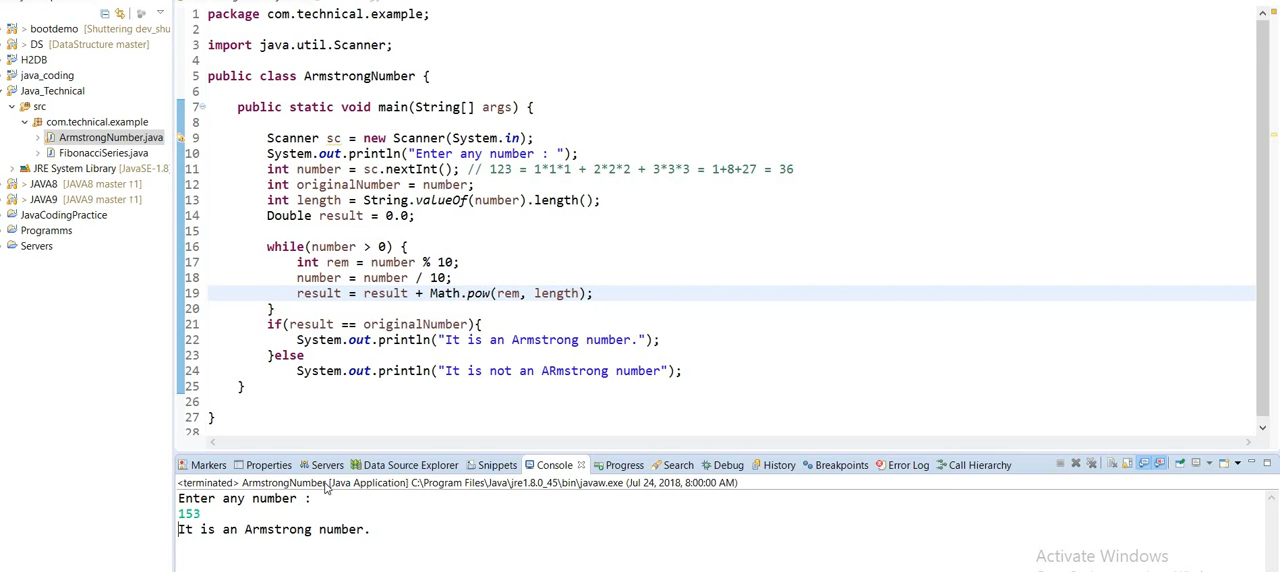 bootdemo [Shuttering dev_shu
DS [DataStructure master]
H2DB
java_coding
Java_Technical
src
com.technical.example
ArmstrongNumber.java
FibonacciSeries.java
JRE System Library [JavaSE-1.8
JAVA8 [JAVA8 master ↑1]
JAVA9 [JAVA9 master ↑1]
JavaCodingPractice
Programms
Servers
1 package com.technical.example;
2
3 import java.util.Scanner;
4
5 public class ArmstrongNumber {
6
7 public static void main(String[] args) {
8
9 Scanner sc = new Scanner(System.in);
10 System.out.println("Enter any number : ");
11 int number = sc.nextInt(); // 123 = 1*1*1 + 2*2*2 + 3*3*3 = 1+8+27 = 36
12 int originalNumber = number;
13 int length = String.valueOf(number).length();
14 Double result = 0.0;
15
16 while(number > 0) {
17 int rem = number % 10;
18 number = number / 10;
19 result = result + Math.pow(rem, length);
20 }
21 if(result == originalNumber){
22 System.out.println("It is an Armstrong number.");
23 }else
24 System.out.println("It is not an ARmstrong number");
25 }
26
27 }
28
Markers Properties Servers Data Source Explorer Snippets Console Progress Search Debug History Breakpoints Error Log Call Hierarchy
<terminated> ArmstrongNumber [Java Application] C:\Program Files\Java\jre1.8.0_45\bin\javaw.exe (Jul 24, 2018, 8:00:00 AM)
Enter any number :
153
It is an Armstrong number.
Activate Windows